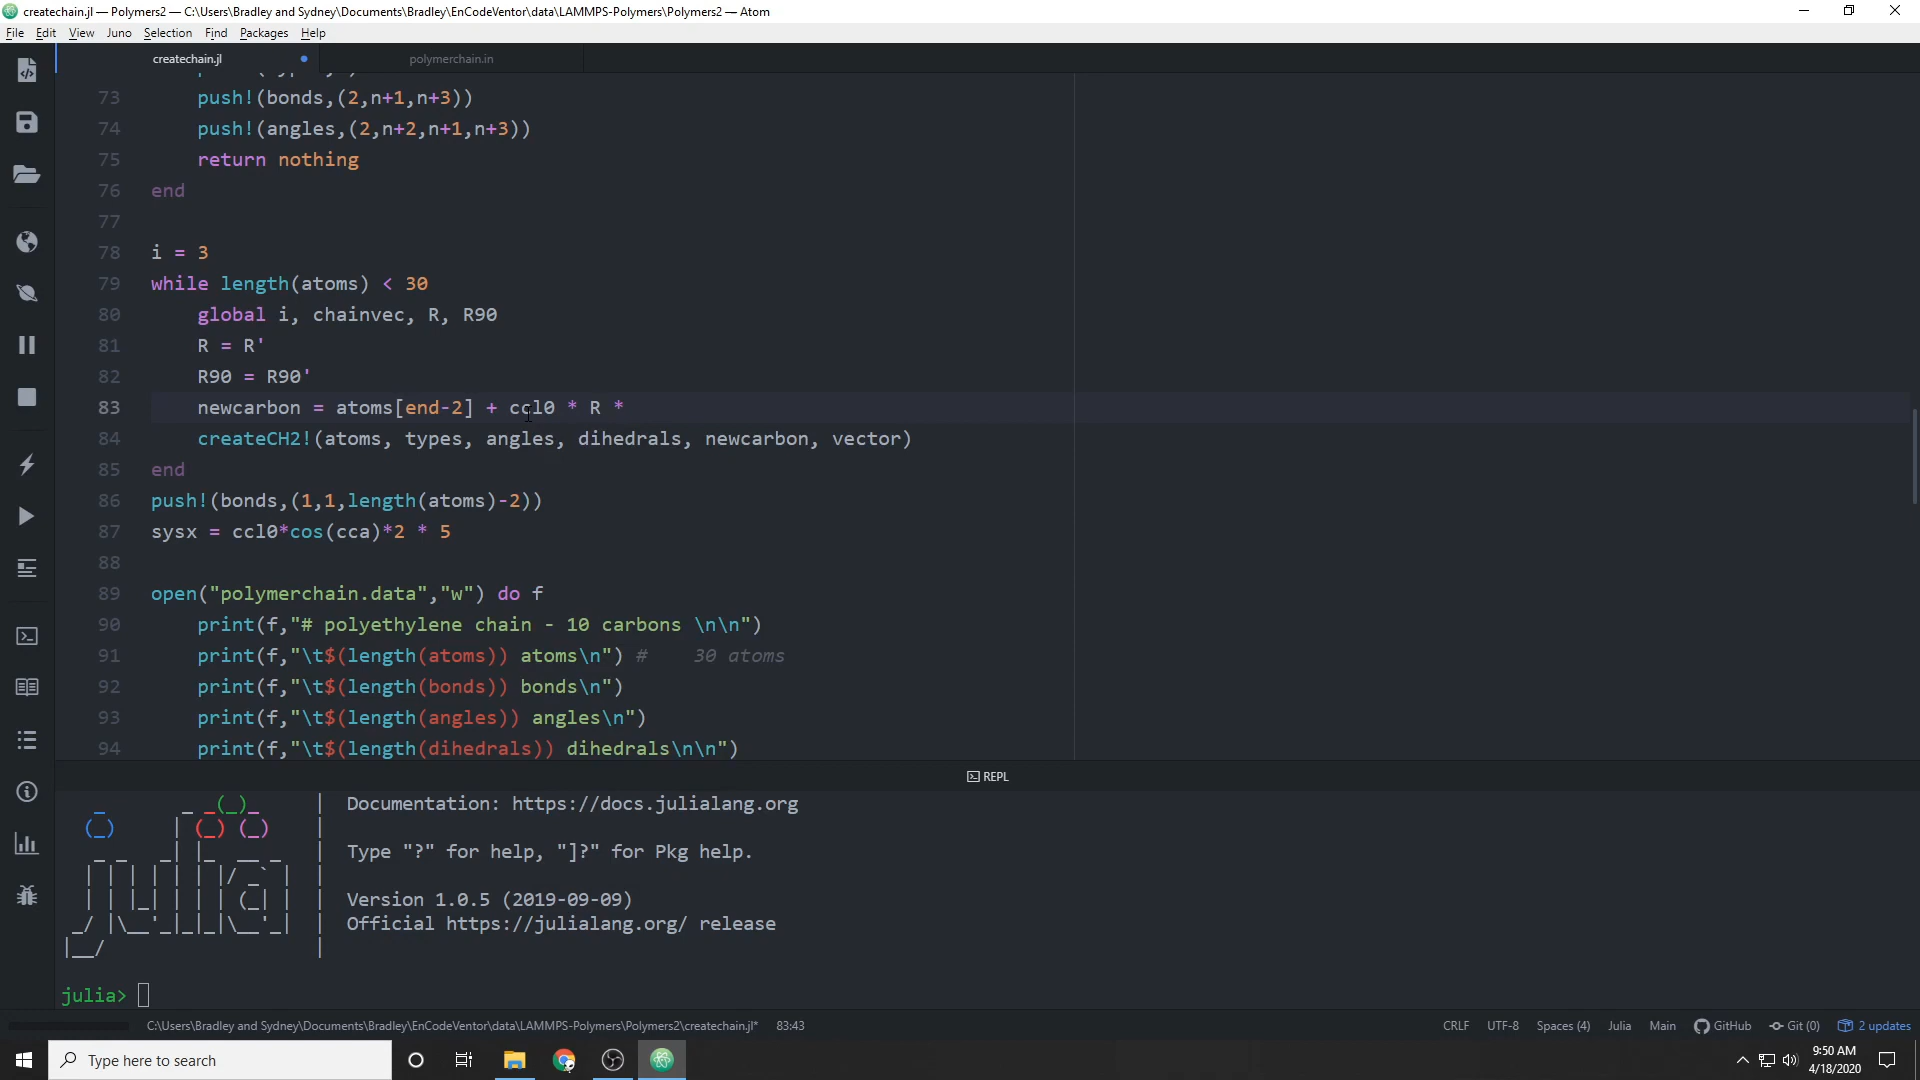 createchain.jl — Polymers2 — C:\Users\Bradley and Sydney\Documents\Bradley\EnCodeVentor\data\LAMMPS-Polymers\Polymers2 — Atom
File Edit View Juno Selection Find Packages Help
createchain.jl polymerchain.in
73 push!(bonds,(2,n+1,n+3))
74 push!(angles,(2,n+2,n+1,n+3))
75 return nothing
76 end
77
78 i = 3
79 while length(atoms) < 30
80 global i, chainvec, R, R90
81 R = R'
82 R90 = R90'
83 newcarbon = atoms[end-2] + ccl0 * R *
84 createCH2!(atoms, types, angles, dihedrals, newcarbon, vector)
85 end
86 push!(bonds,(1,1,length(atoms)-2))
87 sysx = ccl0*cos(cca)*2 * 5
88
89 open("polymerchain.data","w") do f
90 print(f,"# polyethylene chain - 10 carbons \n\n")
91 print(f,"\t$(length(atoms)) atoms\n") # 30 atoms
92 print(f,"\t$(length(bonds)) bonds\n")
93 print(f,"\t$(length(angles)) angles\n")
94 print(f,"\t$(length(dihedrals)) dihedrals\n\n")
REPL
Documentation: https://docs.julialang.org
Type "?" for help, "]?" for Pkg help.
Version 1.0.5 (2019-09-09)
Official https://julialang.org/ release
julia>
C:\Users\Bradley and Sydney\Documents\Bradley\EnCodeVentor\data\LAMMPS-Polymers\Polymers2\createchain.jl* 83:43 CRLF UTF-8 Spaces (4) Julia Main GitHub Git (0) 2 updates
Type here to search
9:50 AM
4/18/2020